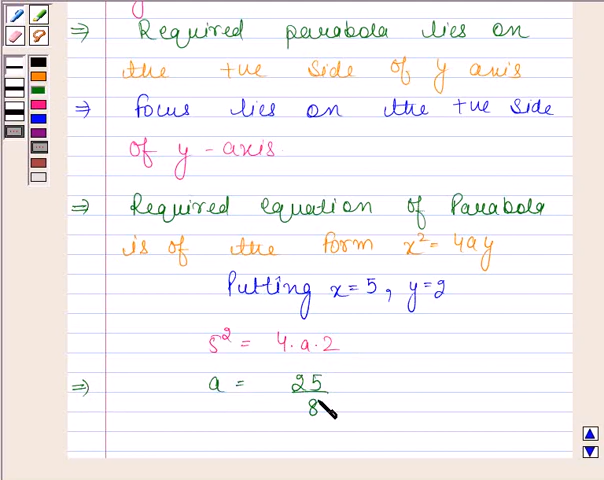 ⇒ Required parabola lies on
the +ve side of y axis
⇒ focus lies on the +ve side
of y-axis.
⇒ Required equation of Parabola
is of the form x² = 4ay
Putting x=5, y=2
5² = 4·a·2
⇒ a = 25/8